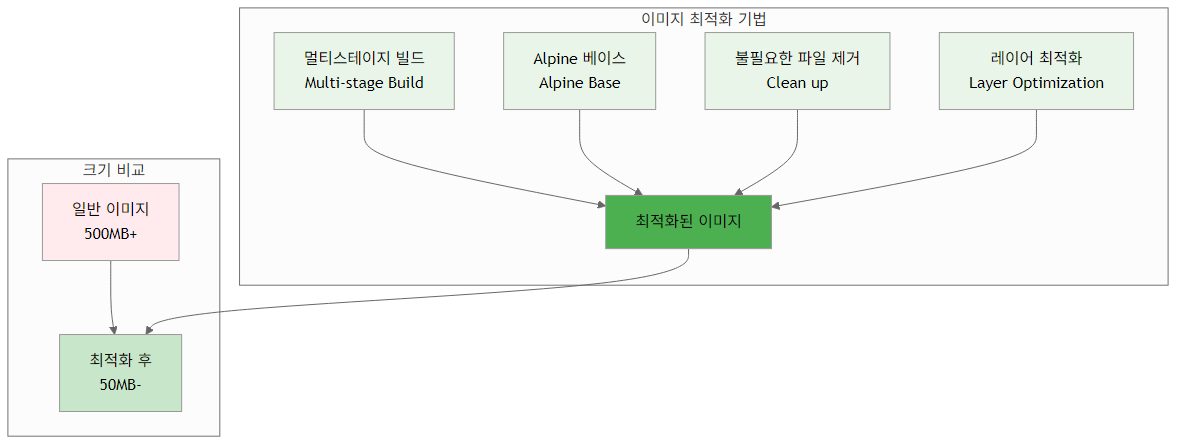 이미지 최적화 기법
멀티스테이지 빌드
Multi-stage Build
Alpine 베이스
Alpine Base
불필요한 파일 제거
Clean up
레이어 최적화
Layer Optimization
최적화된 이미지
크기 비교
일반 이미지
500MB+
최적화 후
50MB-